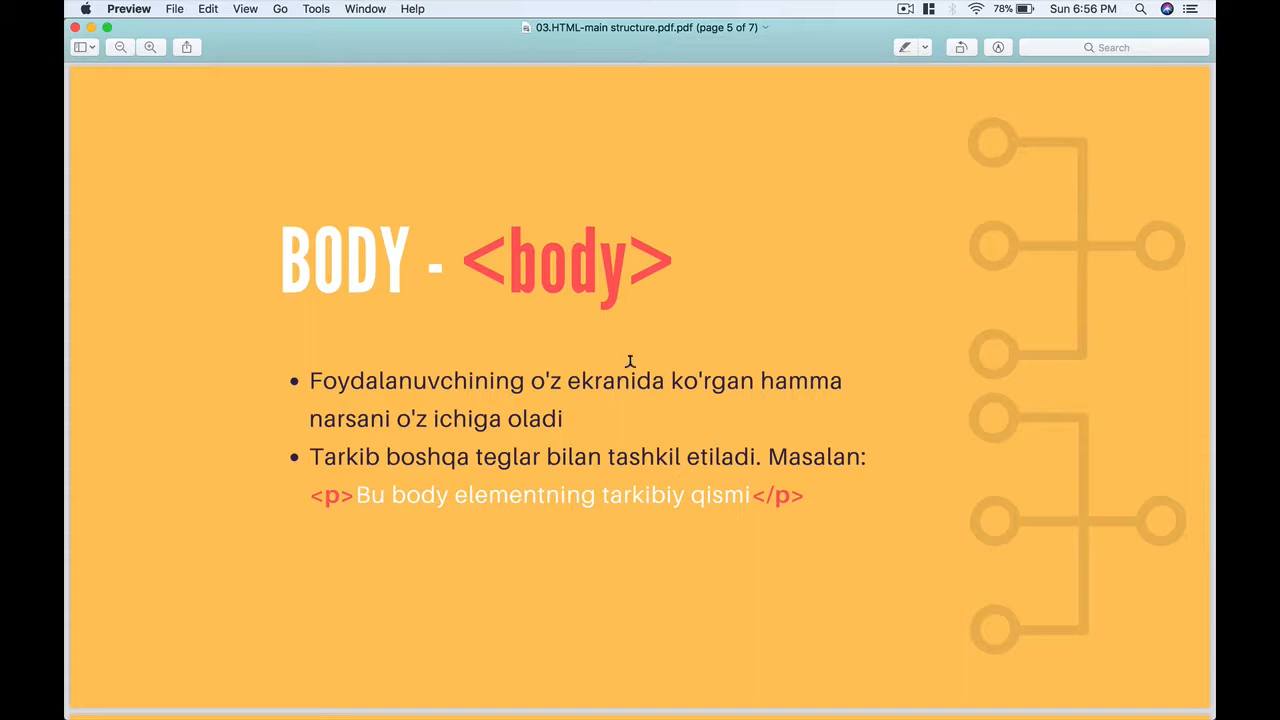 Preview File Edit View Go Tools Window Help 78% Sun 6:56 PM
03.HTML-main structure.pdf.pdf (page 5 of 7)
Search
BODY - <body>
• Foydalanuvchining o'z ekranida ko'rgan hamma
narsani o'z ichiga oladi
• Tarkib boshqa teglar bilan tashkil etiladi. Masalan:
<p>Bu body elementning tarkibiy qismi</p>